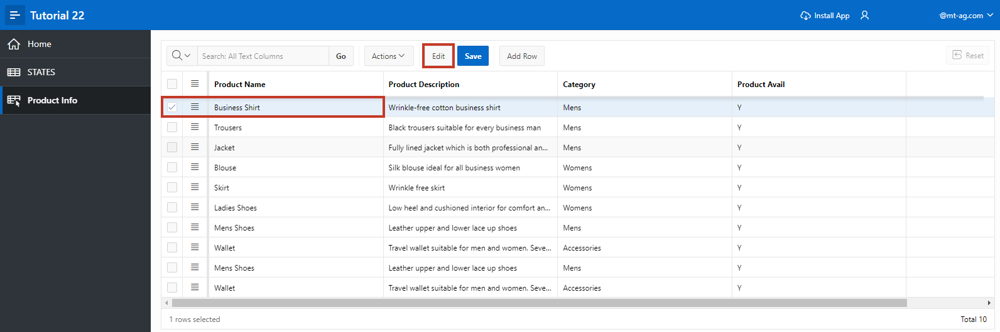 Tutorial 22
Install App
@mt-ag.com
Home
STATES
Product Info
Search: All Text Columns
Go
Actions
Edit
Save
Add Row
Reset
Product Name Product Description Category Product Avail
Business Shirt Wrinkle-free cotton business shirt Mens Y
Trousers Black trousers suitable for every business man Mens Y
Jacket Fully lined jacket which is both professional an... Mens Y
Blouse Silk blouse ideal for all business women Womens Y
Skirt Wrinkle free skirt Womens Y
Ladies Shoes Low heel and cushioned interior for comfort an... Womens Y
Mens Shoes Leather upper and lower lace up shoes Mens Y
Wallet Travel wallet suitable for men and women. Seve... Accessories Y
Mens Shoes Leather upper and lower lace up shoes Mens Y
Wallet Travel wallet suitable for men and women. Seve... Accessories Y
1 rows selected
Total 10